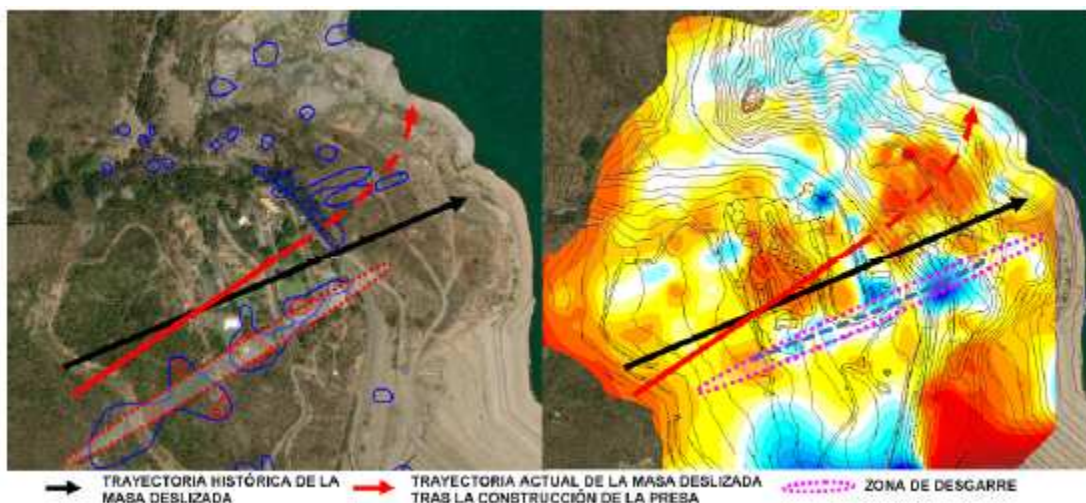 TRAYECTORIA HISTÓRICA DE LA
MASA DESLIZADA
TRAYECTORIA ACTUAL DE LA MASA DESLIZADA
TRAS LA CONSTRUCCIÓN DE LA PRESA
ZONA DE DESGARRE